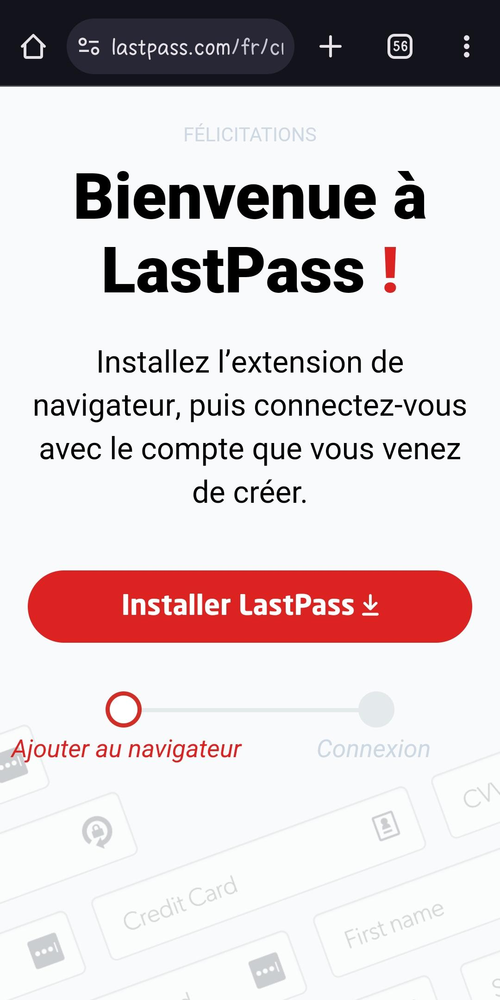 lastpass.com/fr/
56
FÉLICITATIONS
Bienvenue à
LastPass !
Installez l’extension de
navigateur, puis connectez-vous
avec le compte que vous venez
de créer.
Installer LastPass
Ajouter au navigateur
Connexion
Credit Card
First name